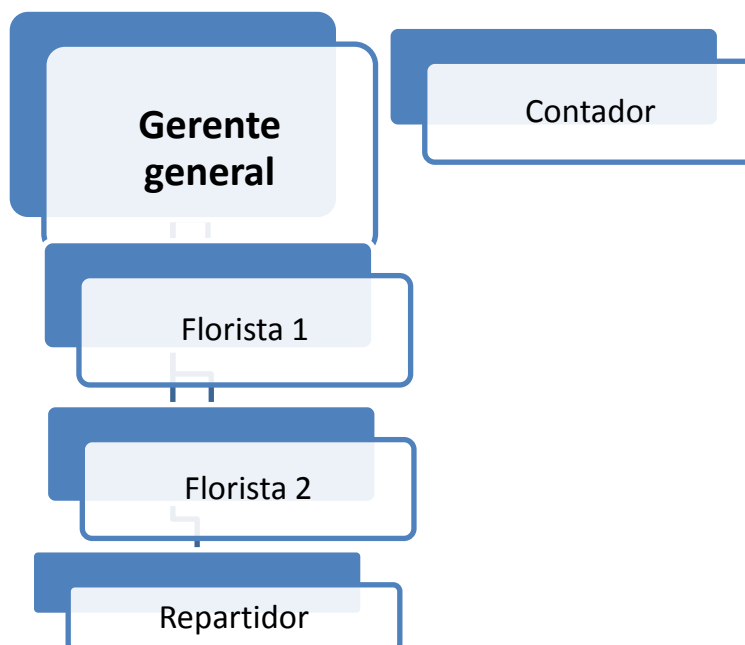 Gerente
general
Contador
Florista 1
Florista 2
Repartidor